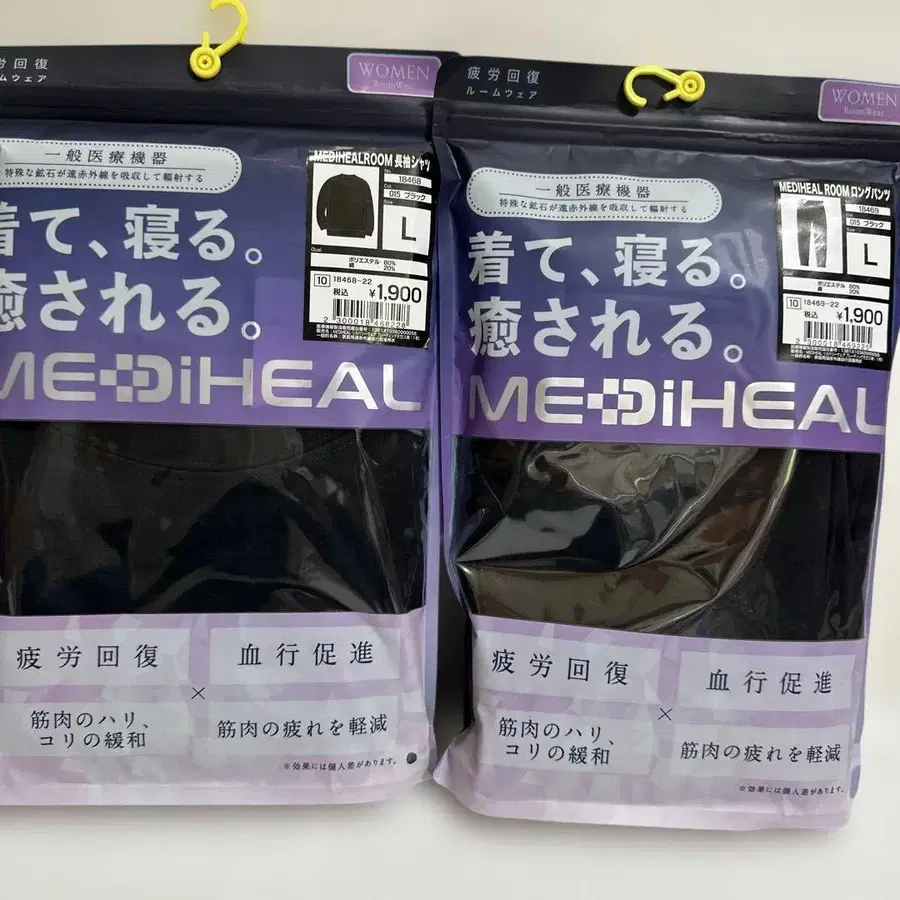 労回復
ームウェア
WOMEN
RoomWear
一般医療機器
特殊な鉱石が遠赤外線を吸収して輻射する
着て、寝る。
癒される。
MEDiHEAL
MEDIHEALROOM 長袖シャツ
No.
18468
Col.
015 ブラック
L
Qual
ポリエステル 80%
綿 20%
10 18468-22
税込 ¥1,900
2 300018 468228
疲労回復
血行促進
×
筋肉のハリ、
コリの緩和
筋肉の疲れを軽減
※効果には個人差があります。
疲労回復
ルームウェア
WOMEN
RoomWear
一般医療機器
特殊な鉱石が遠赤外線を吸収して輻射する
着て、寝る。
癒される。
MEDiHEAL
MEDIHEAL ROOM ロングパンツ
18469
Col.
015 ブラック
L
ポリエステル 80%
綿 20%
10 18469-22
税込 ¥1,900
疲労回復
血行促進
×
筋肉のハリ、
コリの緩和
筋肉の疲れを軽減
※効果には個人差があります。